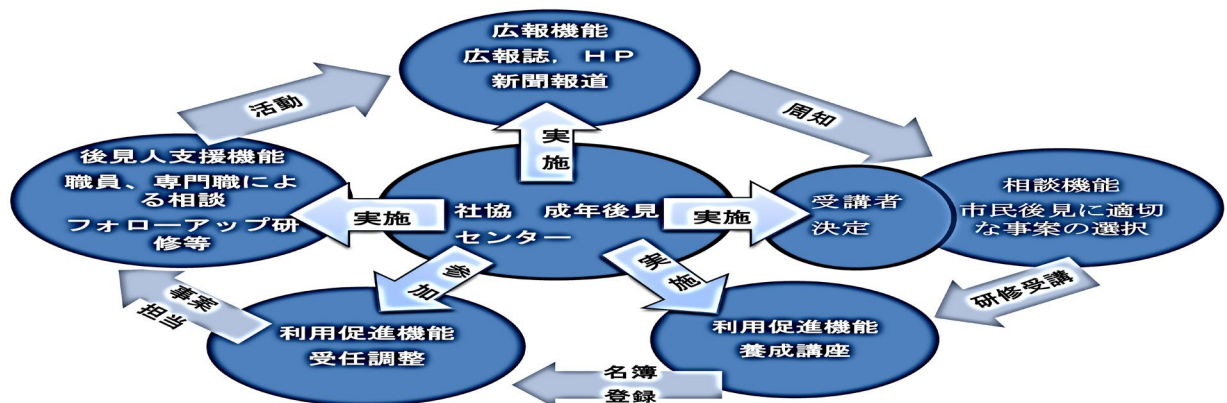 広報機能
広報誌，ＨＰ
新聞報道
活動
周知
実施
後見人支援機能
職員、専門職によ
る相談
フォローアップ研
修等
実施
社協　成年後見
センター
実施
受講者
決定
相談機能
市民後見に適切
な事案の選択
参加
実施
研修受講
事案
担当
利用促進機能
受任調整
利用促進機能
養成講座
名簿
登録